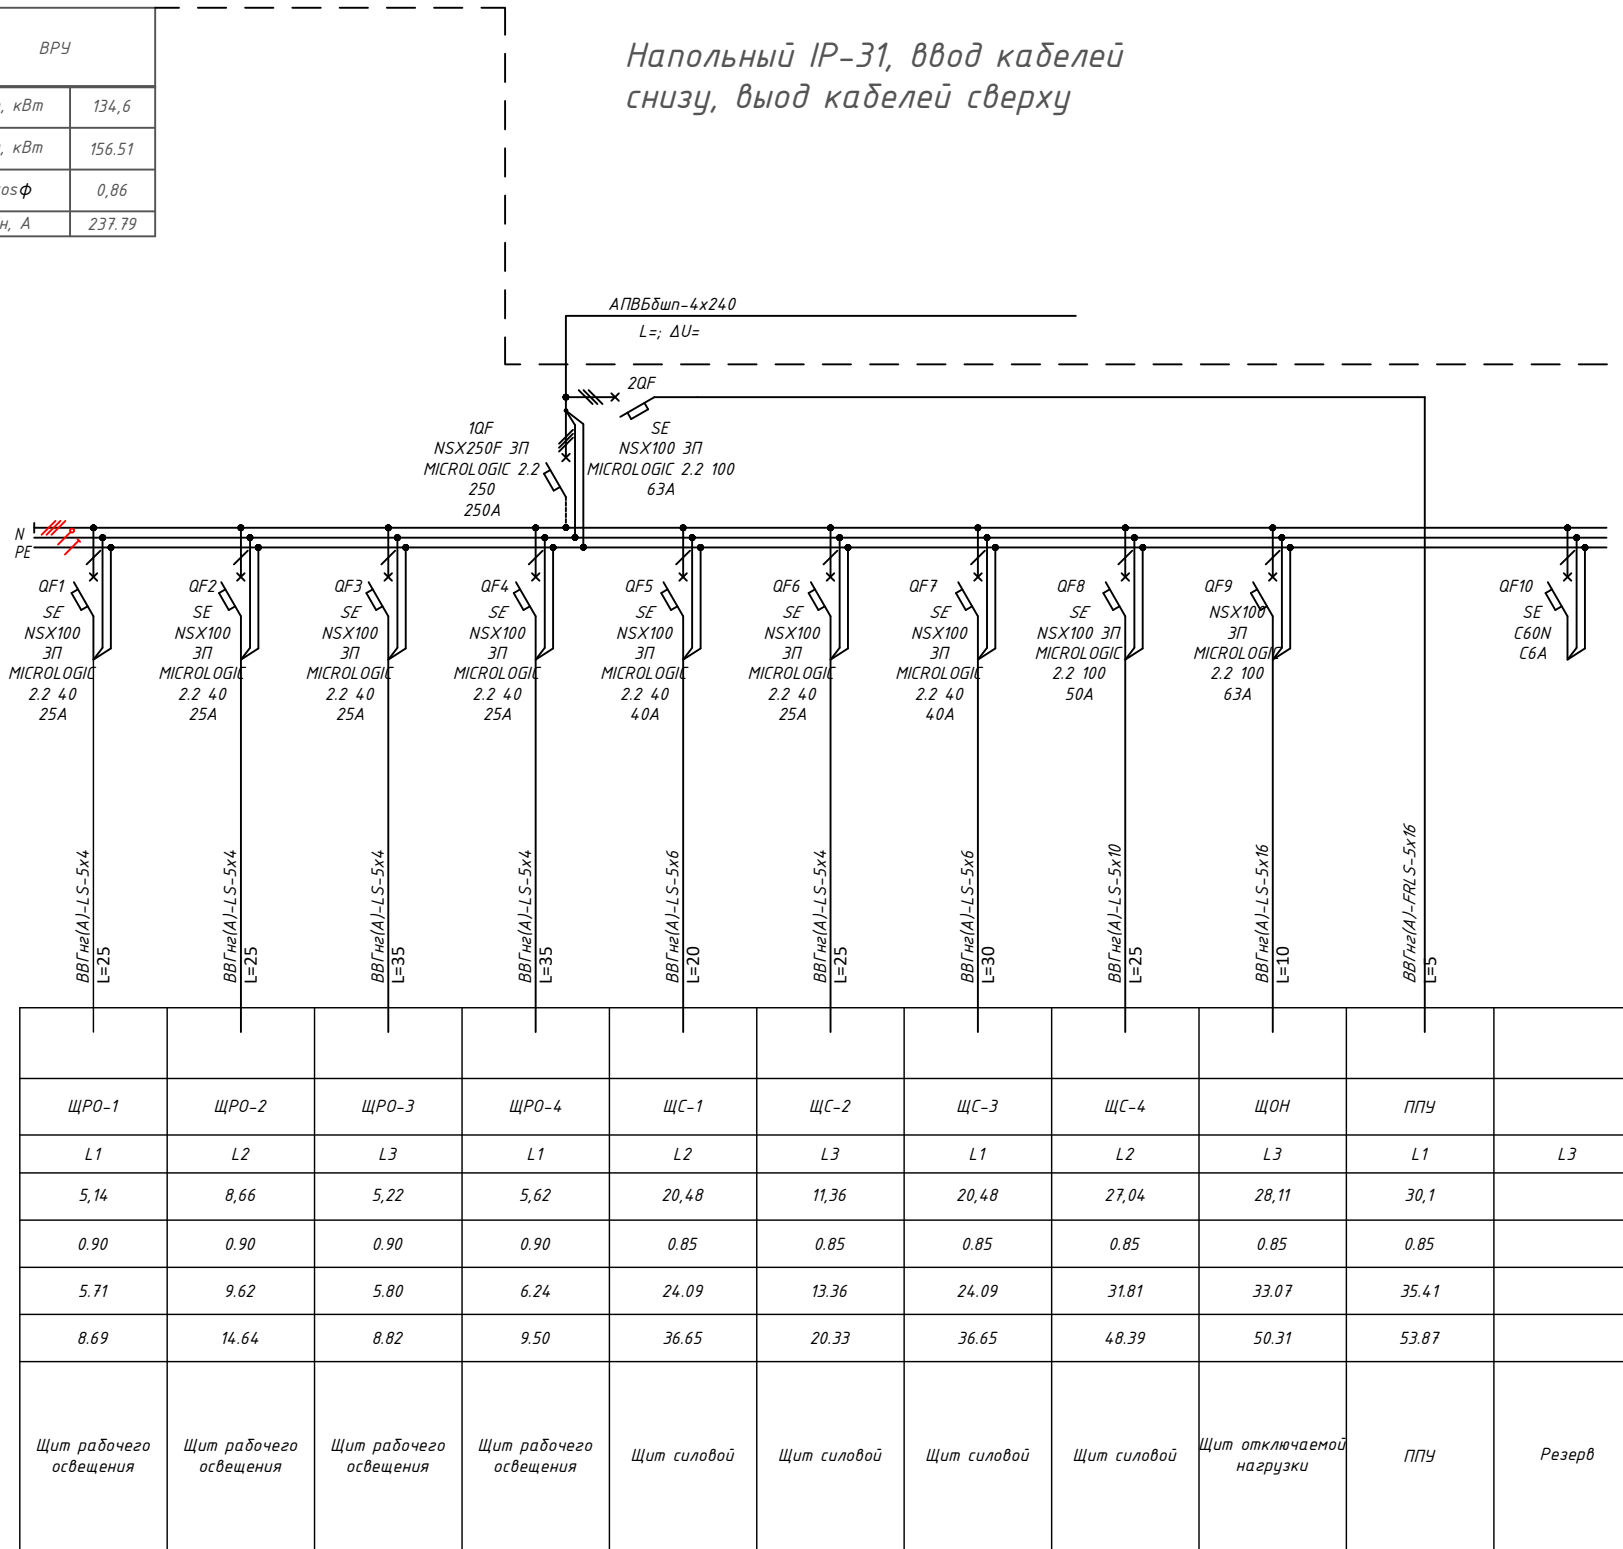 ВРУ
, кВт 134,6
, кВт 156.51
osφ 0,86
н, А 237.79
Напольный IP-31, ввод кабелей
снизу, выод кабелей сверху
АПВБбшп-4х240
L=; ΔU=
2QF
SE
NSX100 3П
MICROLOGIC 2.2 100
63А
1QF
NSX250F 3П
MICROLOGIC 2.2
250
250А
N
PE
QF1
SE
NSX100
3П
MICROLOGIC
2.2 40
25А
QF2
SE
NSX100
3П
MICROLOGIC
2.2 40
25А
QF3
SE
NSX100
3П
MICROLOGIC
2.2 40
25А
QF4
SE
NSX100
3П
MICROLOGIC
2.2 40
25А
QF5
SE
NSX100
3П
MICROLOGIC
2.2 40
40А
QF6
SE
NSX100
3П
MICROLOGIC
2.2 40
25А
QF7
SE
NSX100
3П
MICROLOGIC
2.2 40
40А
QF8
SE
NSX100 3П
MICROLOGIC
2.2 100
50А
QF9
NSX100
3П
MICROLOGIC
2.2 100
63А
QF10
SE
C60N
C6A
ВВГнг(А)-LS-5х4
L=25
ВВГнг(А)-LS-5х4
L=25
ВВГнг(А)-LS-5х4
L=35
ВВГнг(А)-LS-5х4
L=35
ВВГнг(А)-LS-5х6
L=20
ВВГнг(А)-LS-5х4
L=25
ВВГнг(А)-LS-5х6
L=30
ВВГнг(А)-LS-5х10
L=25
ВВГнг(А)-LS-5х16
L=10
ВВГнг(А)-FRLS-5х16
L=5
ЩРО-1 ЩРО-2 ЩРО-3 ЩРО-4 ЩС-1 ЩС-2 ЩС-3 ЩС-4 ЩОН ППУ
L1 L2 L3 L1 L2 L3 L1 L2 L3 L1 L3
5,14 8,66 5,22 5,62 20,48 11,36 20,48 27,04 28,11 30,1
0.90 0.90 0.90 0.90 0.85 0.85 0.85 0.85 0.85 0.85
5.71 9.62 5.80 6.24 24.09 13.36 24.09 31.81 33.07 35.41
8.69 14.64 8.82 9.50 36.65 20.33 36.65 48.39 50.31 53.87
Щит рабочего
освещения
Щит рабочего
освещения
Щит рабочего
освещения
Щит рабочего
освещения
Щит силовой
Щит силовой
Щит силовой
Щит силовой
Щит отключаемой
нагрузки
ППУ
Резерв